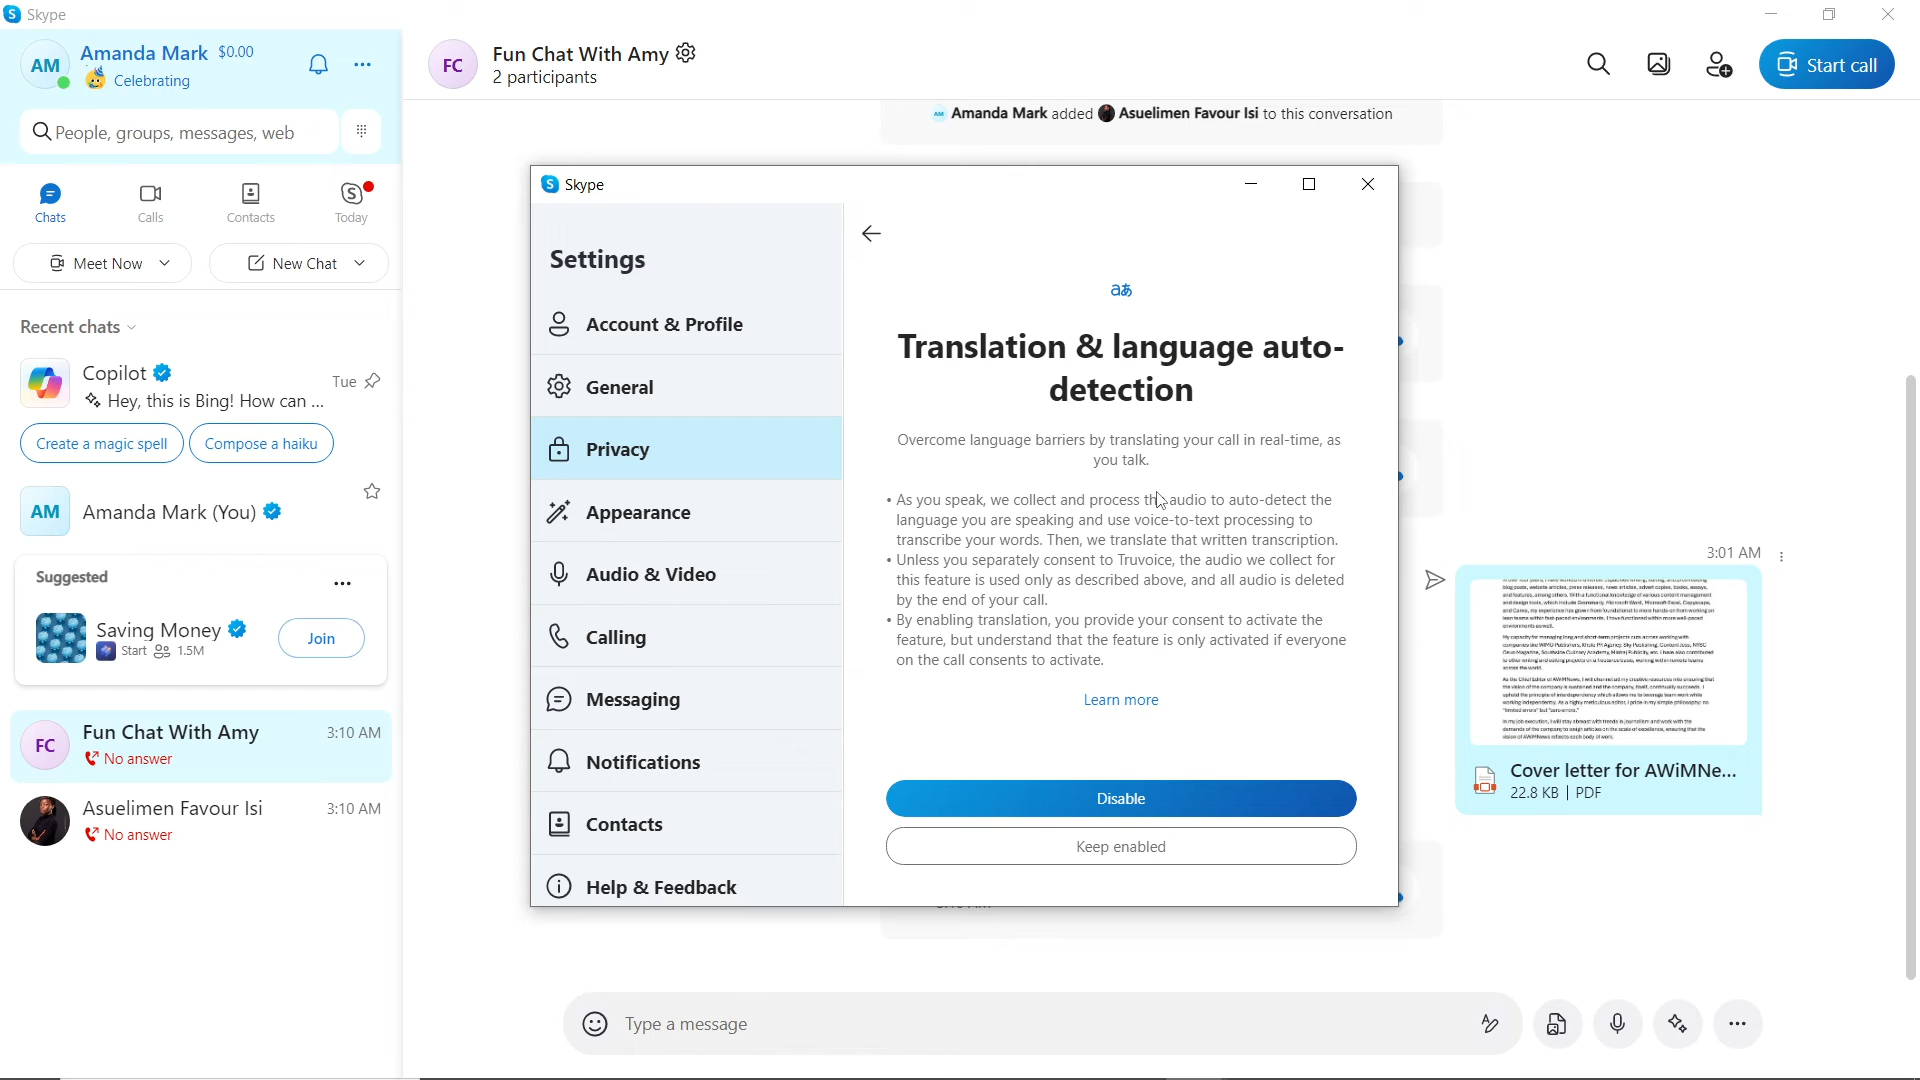 Skype
AM
Amanda Mark $0.00
Celebrating
People, groups, messages, web
Chats
Calls
Contacts
Today
Meet Now
New Chat
Recent chats
Copilot
Tue
Hey, this is Bing! How can ...
Create a magic spell
Compose a haiku
AM
Amanda Mark (You)
Suggested
Saving Money
Start 1.5M
Join
FC
Fun Chat With Amy
3:10 AM
No answer
Asuelimen Favour Isi
3:10 AM
No answer
FC
Fun Chat With Amy
2 participants
Start call
AM Amanda Mark added Asuelimen Favour Isi to this conversation
Skype
Settings
Account & Profile
General
Privacy
Appearance
Audio & Video
Calling
Messaging
Notifications
Contacts
Help & Feedback
aあ
Translation & language auto-
detection
Overcome language barriers by translating your call in real-time, as
you talk.
• As you speak, we collect and process the audio to auto-detect the
language you are speaking and use voice-to-text processing to
transcribe your words. Then, we translate that written transcription.
• Unless you separately consent to Truvoice, the audio we collect for
this feature is used only as described above, and all audio is deleted
by the end of your call.
• By enabling translation, you provide your consent to activate the
feature, but understand that the feature is only activated if everyone
on the call consents to activate.
Learn more
Disable
Keep enabled
3:01 AM
Cover letter for AWiMNe...
22.8 KB | PDF
Type a message